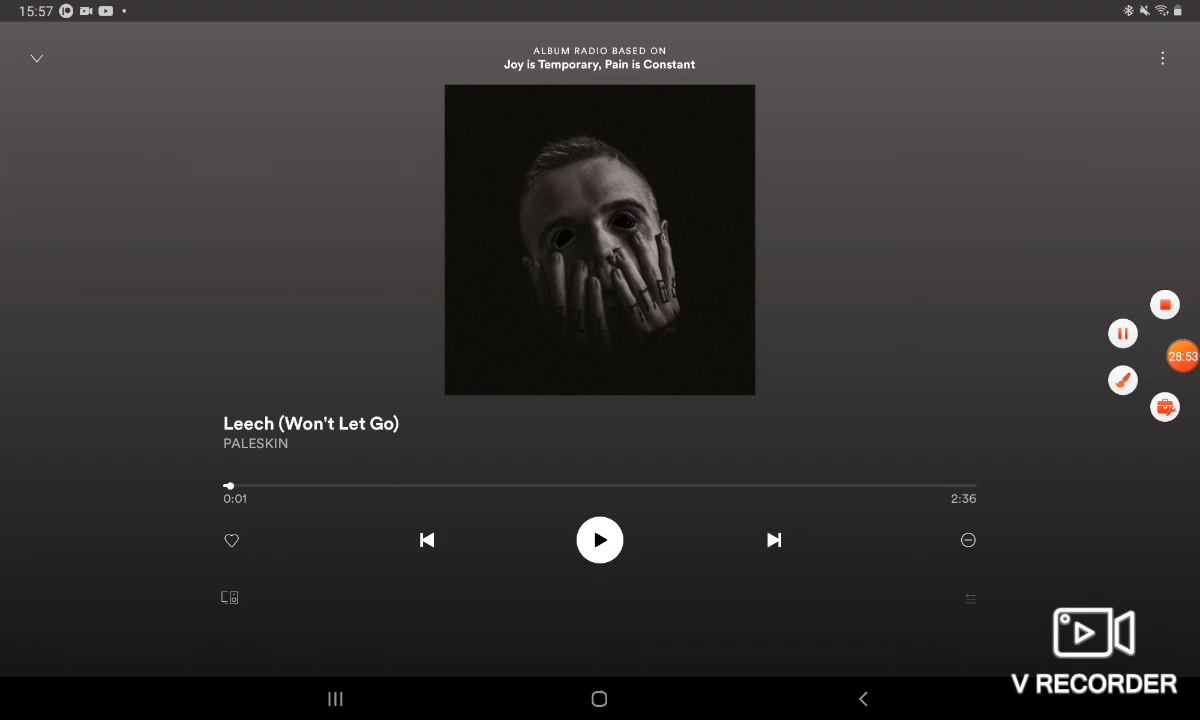 15:57
ALBUM RADIO BASED ON
Joy is Temporary, Pain is Constant
28:53
Leech (Won't Let Go)
PALESKIN
0:01
2:36
V RECORDER